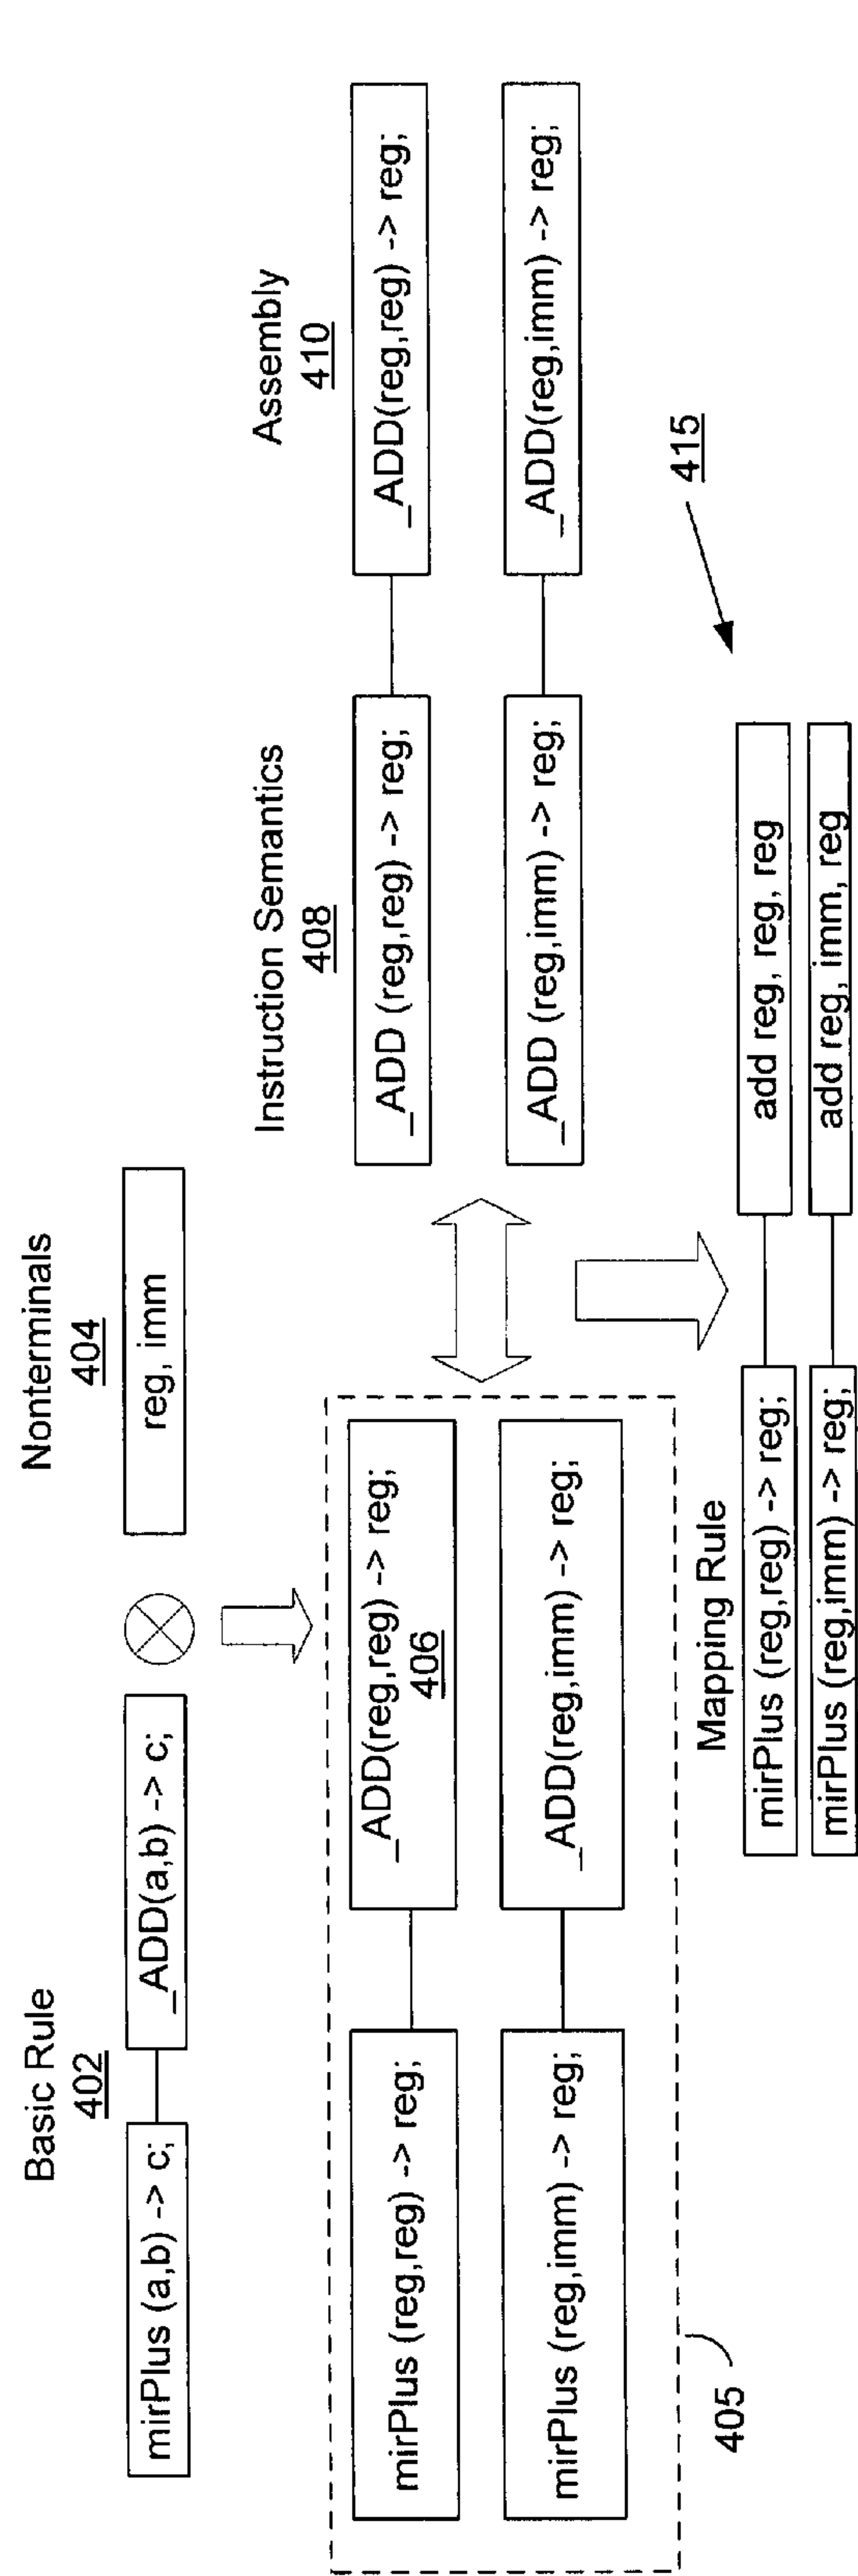 Basic Rule
402
Nonterminals
404
mirPlus (a,b) -> c;
_ADD(a,b) -> c;
reg, imm
Instruction Semantics
408
Assembly
410
mirPlus (reg,reg) -> reg;
_ADD(reg,reg) -> reg;
406
_ADD (reg,reg) -> reg;
_ADD(reg,reg) -> reg;
mirPlus (reg,imm) -> reg;
_ADD(reg,imm) -> reg;
_ADD (reg,imm) -> reg;
_ADD(reg,imm) -> reg;
405
Mapping Rule
415
mirPlus (reg,reg) -> reg;
add reg, reg, reg
mirPlus (reg,imm) -> reg;
add reg, imm, reg